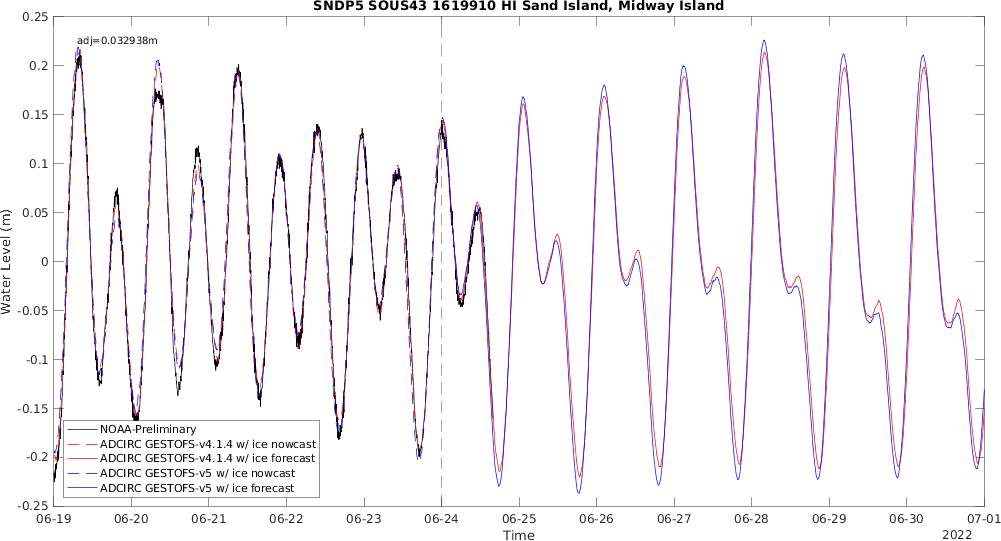 SNDP5 SOUS43 1619910 HI Sand Island, Midway Island
adj=0.032938m
0.25
0.2
0.15
0.1
0.05
0
-0.05
-0.1
-0.15
-0.2
-0.25
Water Level (m)
NOAA-Preliminary
ADCIRC GESTOFS-v4.1.4 w/ ice nowcast
ADCIRC GESTOFS-v4.1.4 w/ ice forecast
ADCIRC GESTOFS-v5 w/ ice nowcast
ADCIRC GESTOFS-v5 w/ ice forecast
06-19 06-20 06-21 06-22 06-23 06-24 06-25 06-26 06-27 06-28 06-29 06-30 07-01
Time
2022